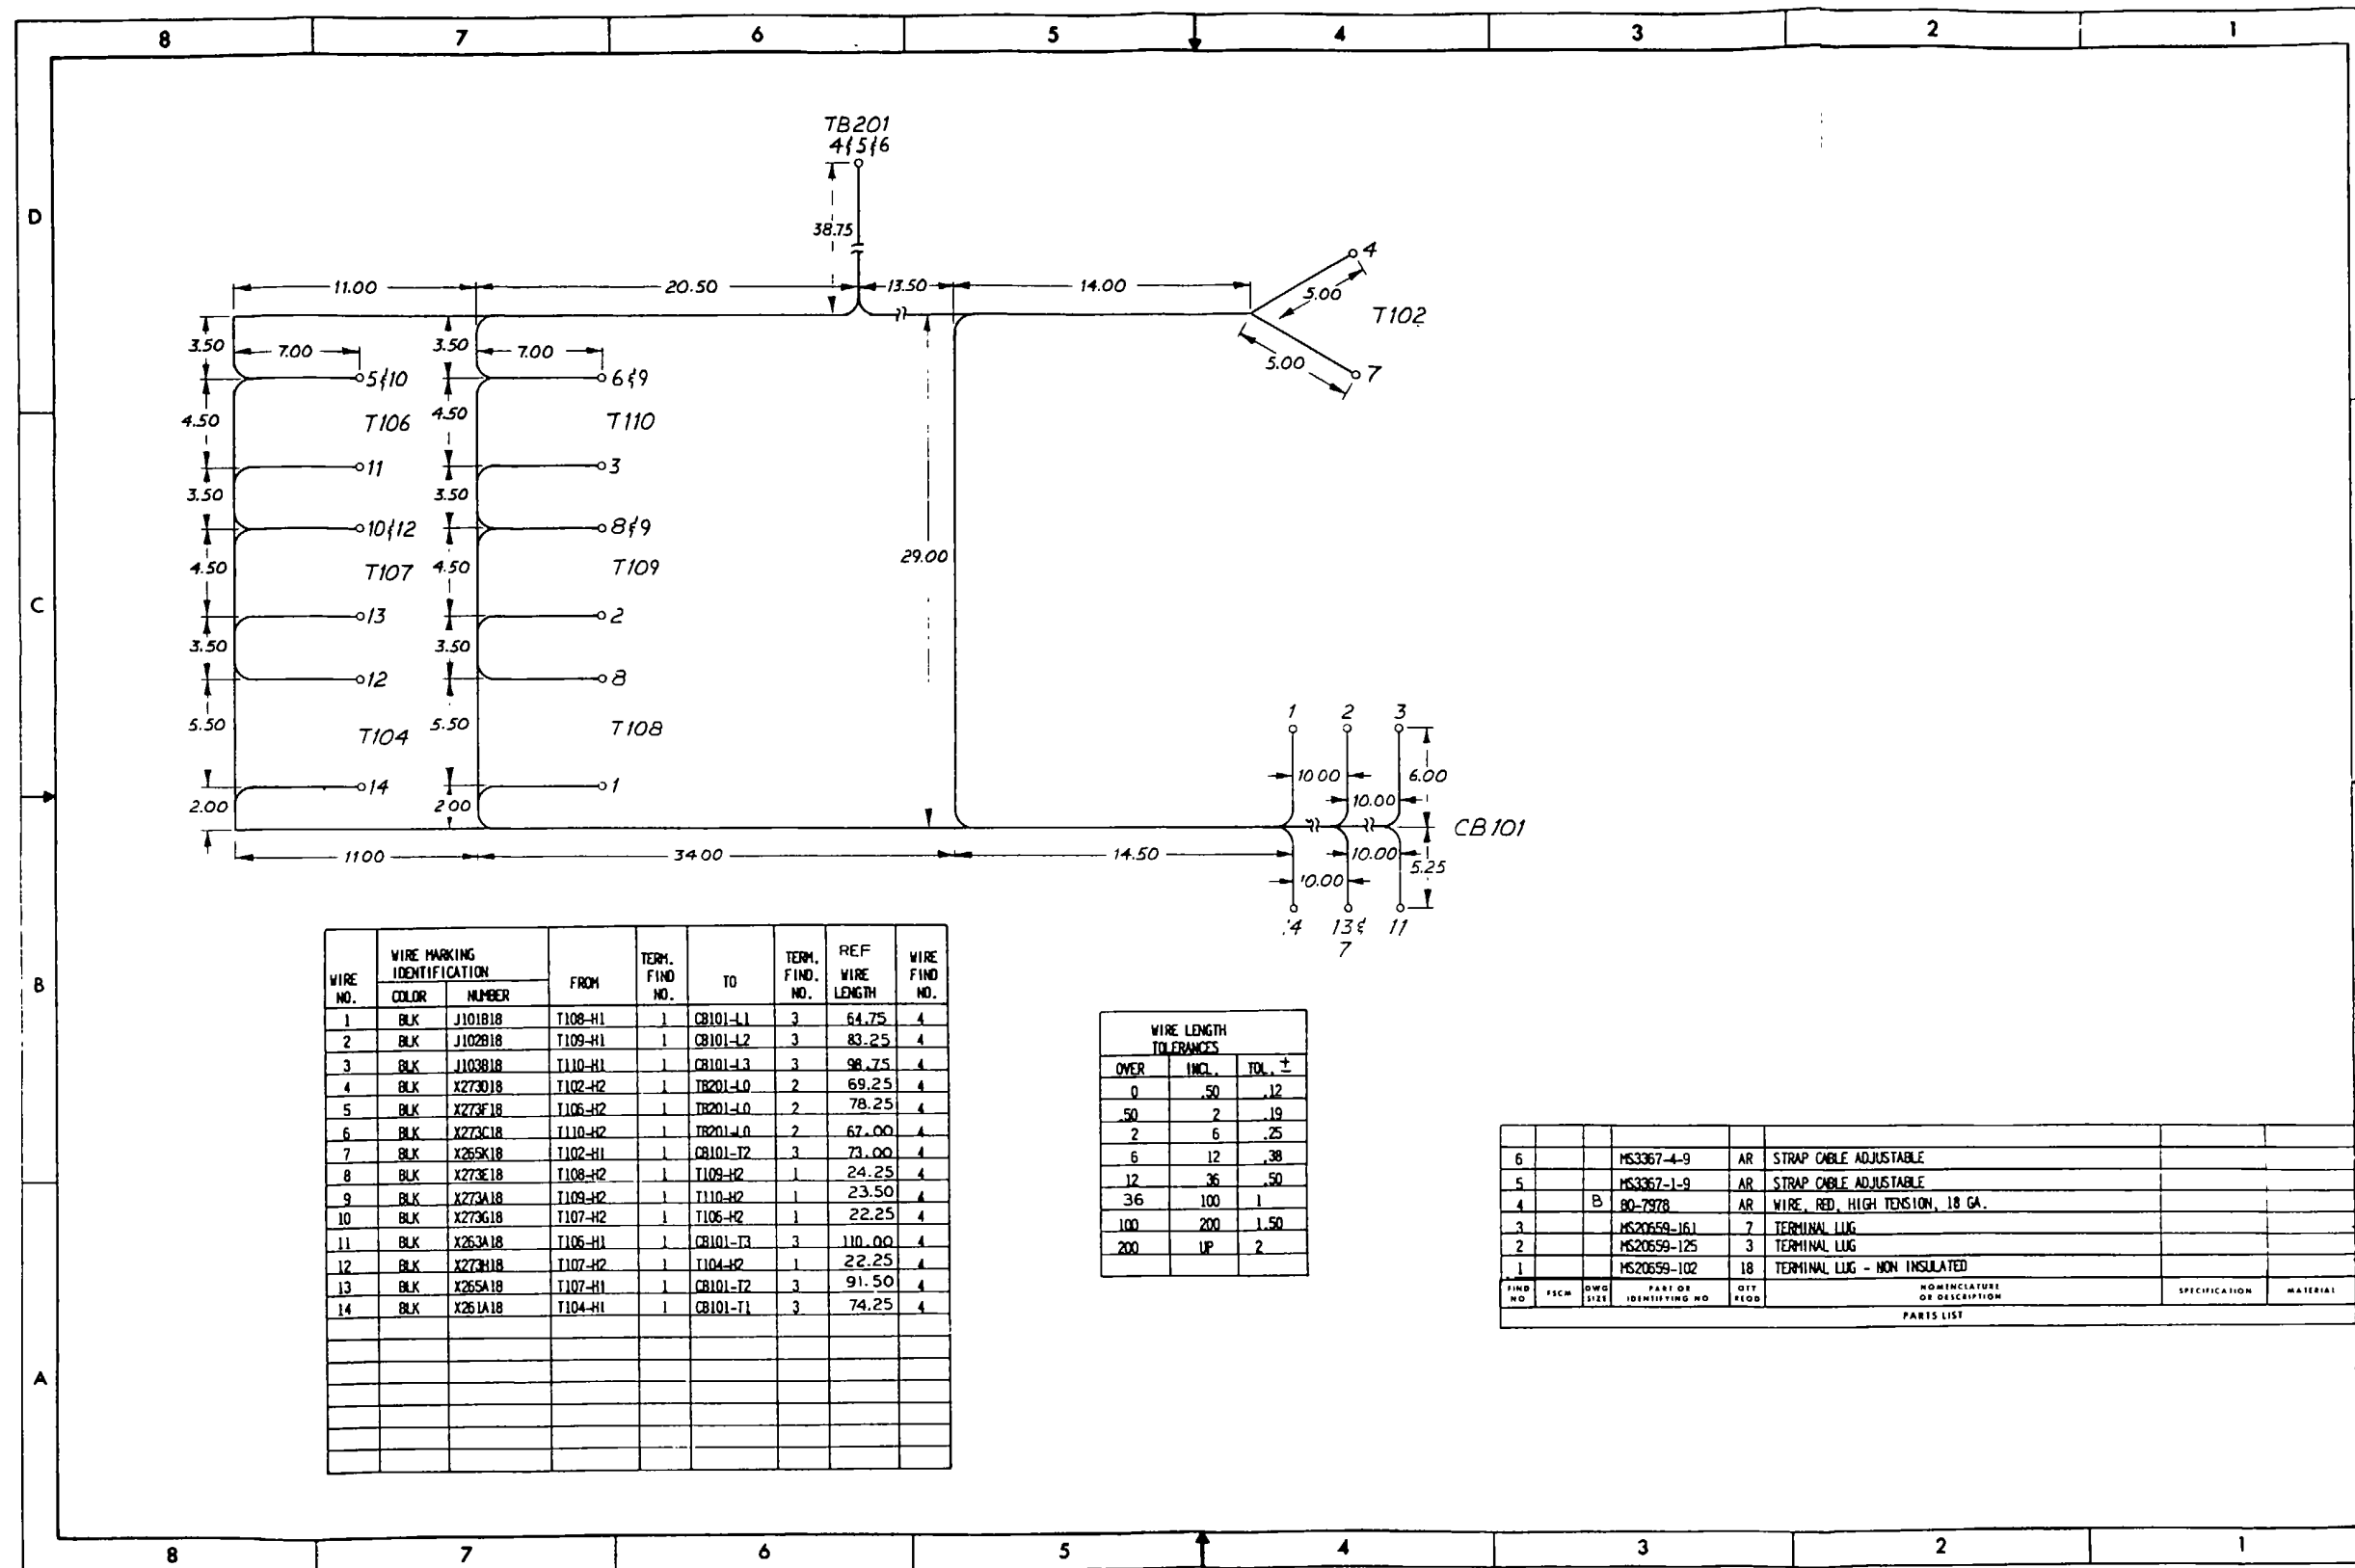 8 7 6 5 4 3 2 1
D
C
B
A
TB201
4&5&6
38.75
11.00 20.50 13.50 14.00
4
5.00
T102
5.00
7
3.50 7.00 5&10 3.50 7.00 6&9
4.50 T106 4.50 T110
11 3
3.50 3.50
10&12 8&9
4.50 T107 4.50 T109
29.00
13 2
3.50 3.50
12 8
5.50 T104 5.50 T108
14 1
2.00 2.00
1 2 3
10.00 6.00
10.00
CB101
11.00 34.00 14.50 10.00 5.25
10.00
14 13& 11
7
WIRE NO. WIRE MARKING IDENTIFICATION COLOR NUMBER FROM TERM. FIND NO. TO TERM. FIND. NO. REF WIRE LENGTH WIRE FIND NO.
1 BLK J101B18 T108-H1 1 CB101-L1 3 64.75 4
2 BLK J102B18 T109-H1 1 CB101-L2 3 83.25 4
3 BLK J103B18 T110-H1 1 CB101-L3 3 98.75 4
4 BLK X273D18 T102-H2 1 TB201-L0 2 69.25 4
5 BLK X273F18 T106-H2 1 TB201-L0 2 78.25 4
6 BLK X273C18 T110-H2 1 TB201-L0 2 67.00 4
7 BLK X265K18 T102-H1 1 CB101-T2 3 73.00 4
8 BLK X273E18 T108-H2 1 T109-H2 1 24.25 4
9 BLK X273A18 T109-H2 1 T110-H2 1 23.50 4
10 BLK X273G18 T107-H2 1 T106-H2 1 22.25 4
11 BLK X263A18 T106-H1 1 CB101-T3 3 110.00 4
12 BLK X273H18 T107-H2 1 T104-H2 1 22.25 4
13 BLK X265A18 T107-H1 1 CB101-T2 3 91.50 4
14 BLK X261A18 T104-H1 1 CB101-T1 3 74.25 4
WIRE LENGTH
TOLERANCES
OVER INCL. TOL. ±
0 .50 .12
.50 2 .19
2 6 .25
6 12 .38
12 36 .50
36 100 1
100 200 1.50
200 UP 2
6 MS3367-4-9 AR STRAP CABLE ADJUSTABLE
5 MS3367-1-9 AR STRAP CABLE ADJUSTABLE
4 B 80-7978 AR WIRE, RED, HIGH TENSION, 18 GA.
3 MS20659-161 7 TERMINAL LUG
2 MS20659-125 3 TERMINAL LUG
1 MS20659-102 18 TERMINAL LUG - NON INSULATED
FIND NO FSCM DWG SIZE PART OR IDENTIFYING NO QTY REQD NOMENCLATURE OR DESCRIPTION SPECIFICATION MATERIAL
PARTS LIST
8 7 6 5 4 3 2 1